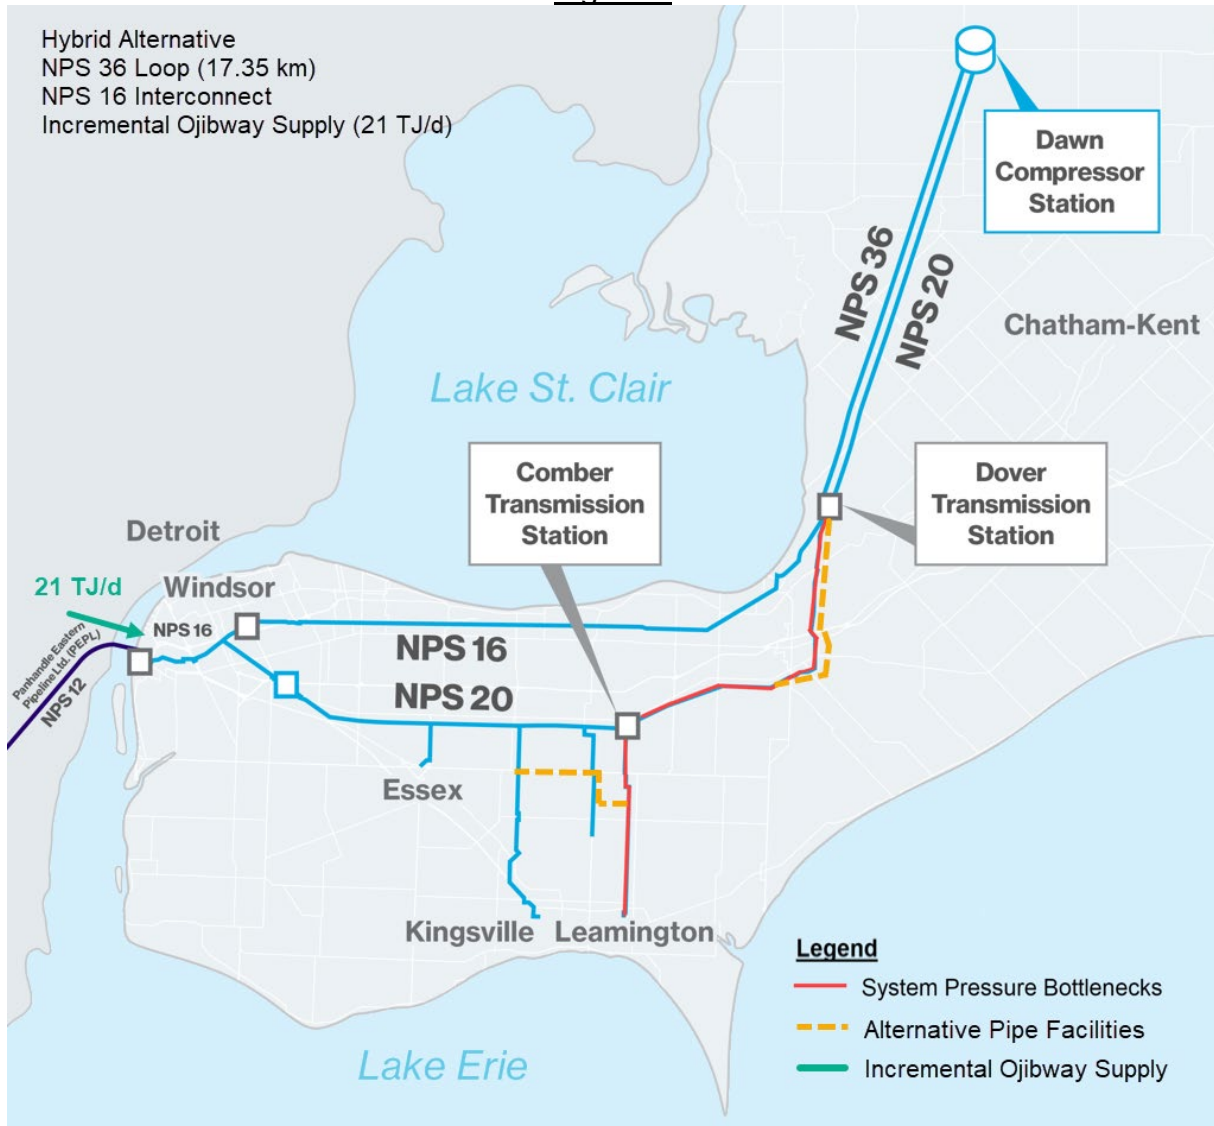 Hybrid Alternative
NPS 36 Loop (17.35 km)
NPS 16 Interconnect
Incremental Ojibway Supply (21 TJ/d)
Dawn
Compressor
Station
NPS 36
NPS 20
Chatham-Kent
Lake St. Clair
Comber
Transmission
Station
Dover
Transmission
Station
Detroit
21 TJ/d
Windsor
NPS 16
Panhandle Eastern
Pipeline Ltd. (PEPL)
NPS 12
NPS 16
NPS 20
Essex
Kingsville
Leamington
Lake Erie
Legend
System Pressure Bottlenecks
Alternative Pipe Facilities
Incremental Ojibway Supply